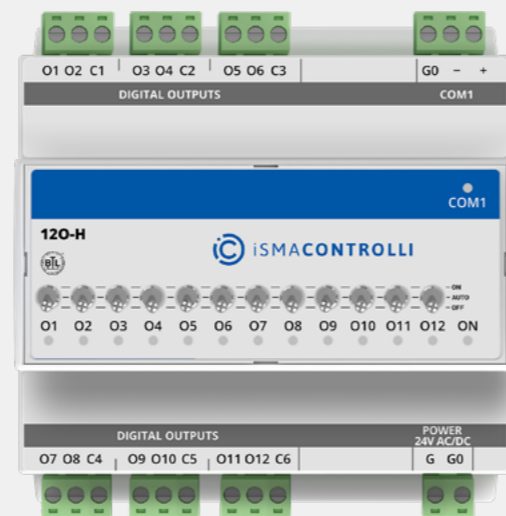 O1 O2 C1 O3 O4 C2 O5 O6 C3 G0 - +
DIGITAL OUTPUTS COM1
COM1
12O-H
BTL
iSMACONTROLLI
ON
AUTO
OFF
O1 O2 O3 O4 O5 O6 O7 O8 O9 O10 O11 O12 ON
DIGITAL OUTPUTS POWER
24V AC/DC
O7 O8 C4 O9 O10 C5 O11 O12 C6 G G0